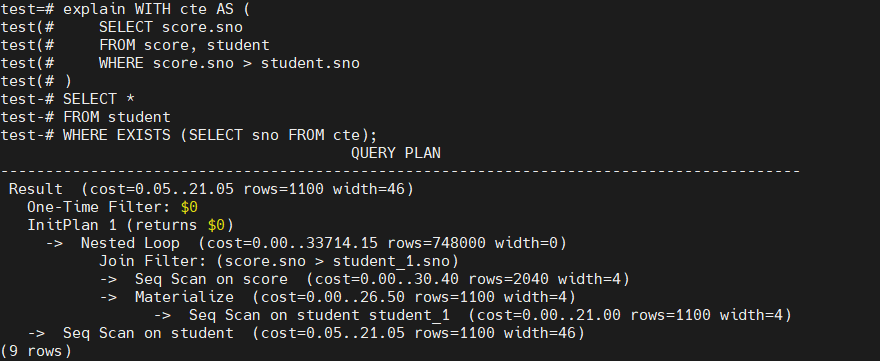 test=# explain WITH cte AS (
test(#     SELECT score.sno
test(#     FROM score, student
test(#     WHERE score.sno > student.sno
test(# )
test-# SELECT *
test-# FROM student
test-# WHERE EXISTS (SELECT sno FROM cte);
                                   QUERY PLAN
---------------------------------------------------------------------------------
 Result  (cost=0.05..21.05 rows=1100 width=46)
   One-Time Filter: $0
   InitPlan 1 (returns $0)
     ->  Nested Loop  (cost=0.00..33714.15 rows=748000 width=0)
           Join Filter: (score.sno > student_1.sno)
           ->  Seq Scan on score  (cost=0.00..30.40 rows=2040 width=4)
           ->  Materialize  (cost=0.00..26.50 rows=1100 width=4)
                 ->  Seq Scan on student student_1  (cost=0.00..21.00 rows=1100 width=4)
   ->  Seq Scan on student  (cost=0.05..21.05 rows=1100 width=46)
(9 rows)